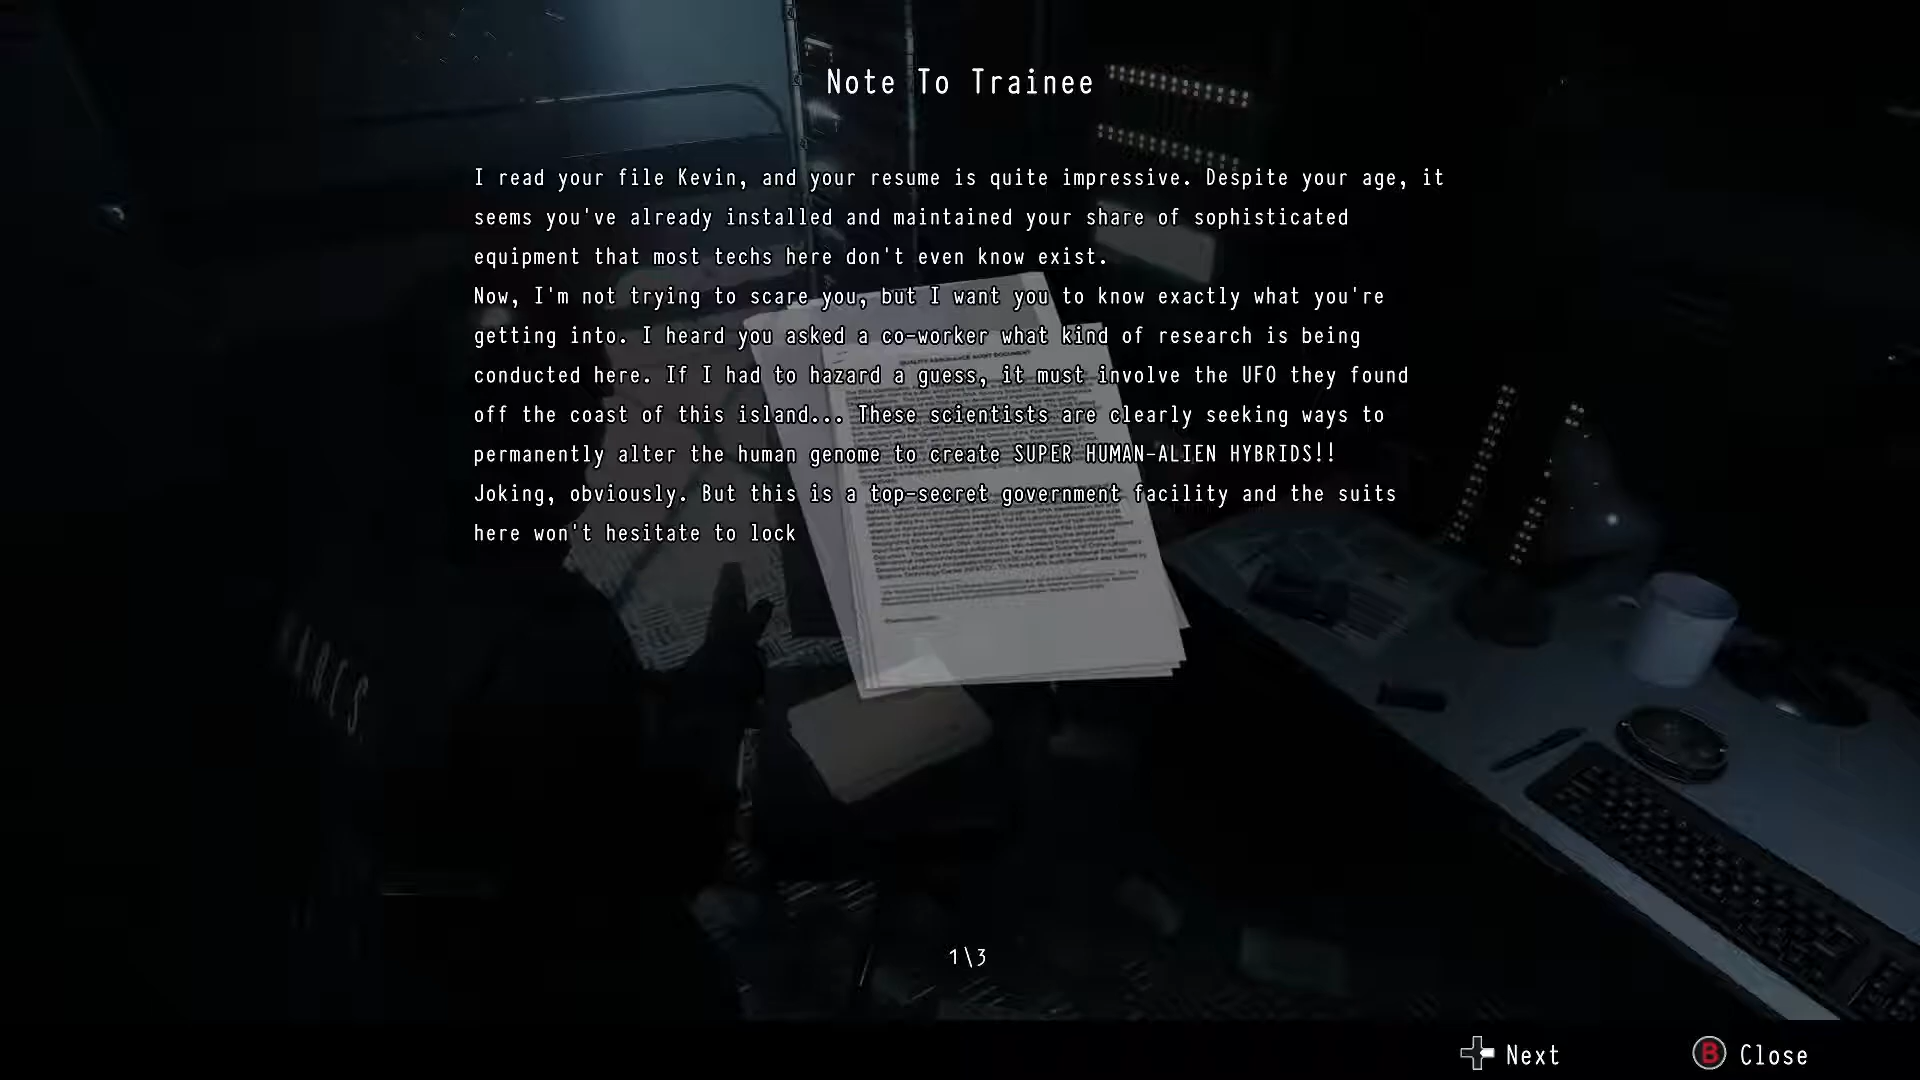 Note To Trainee
I read your file Kevin, and your resume is quite impressive. Despite your age, it
seems you've already installed and maintained your share of sophisticated
equipment that most techs here don't even know exist.
Now, I'm not trying to scare you, but I want you to know exactly what you're
getting into. I heard you asked a co-worker what kind of research is being
conducted here. If I had to hazard a guess, it must involve the UFO they found
off the coast of this island... These scientists are clearly seeking ways to
permanently alter the human genome to create SUPER HUMAN-ALIEN HYBRIDS!!
Joking, obviously. But this is a top-secret government facility and the suits
here won't hesitate to lock
QUALITY ASSURANCE AUDIT DOCUMENT
1\3
Next
B Close